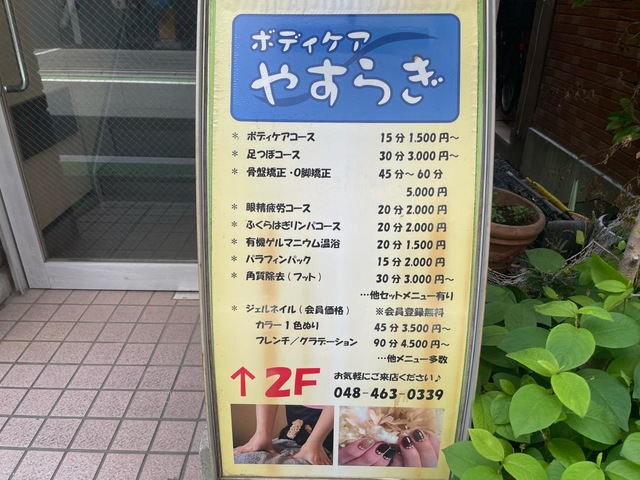 ボディケア
やすらぎ
* ボディケアコース 15分 1.500円～
* 足つぼコース 30分 3.000円～
* 骨盤矯正・O脚矯正 45分～60分
5.000円
* 眼精疲労コース 20分 2.000円
* ふくらはぎリンパコース 20分 2.000円
* 有機ゲルマニウム温浴 20分 1.500円
* パラフィンパック 15分 2.000円
* 角質除去(フット) 30分 3.000円～
…他セットメニュー有り
* ジェルネイル(会員価格) ※会員登録無料
カラー1色ぬり 45分 3.500円～
フレンチ／グラデーション 90分 4.500円～
…他メニュー多数
↑2F お気軽にご来店ください♪
048-463-0339